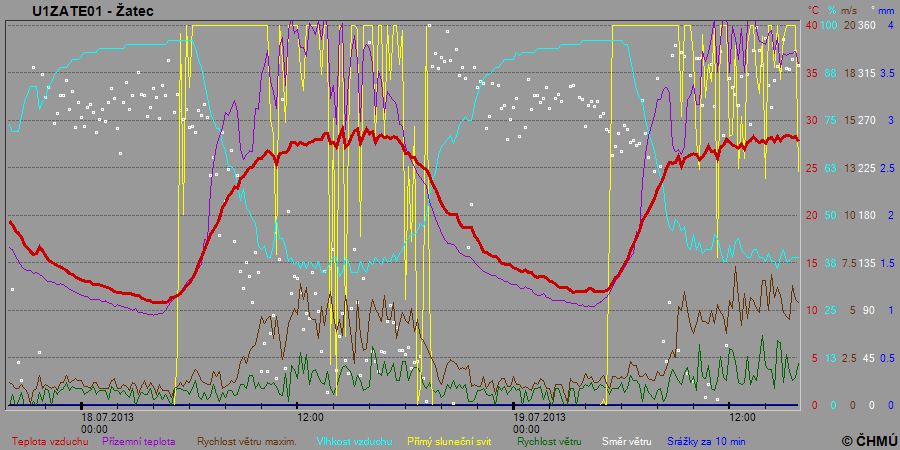 U1ZATE01 - Žatec
°C % m/s ° mm
40 100 20 360 4
35 88 18 315 3.5
30 75 15 270 3
25 63 13 225 2.5
20 50 10 180 2
15 38 7.5 135 1.5
10 25 5 90 1
5 13 2.5 45 0.5
0 0 0 0 0
18.07.2013 12:00 19.07.2013 12:00
00:00 00:00
Teplota vzduchu Přízemní teplota Rychlost větru maxim. Vlhkost vzduchu Přímý sluneční svit Rychlost větru Směr větru Srážky za 10 min © ČHMÚ